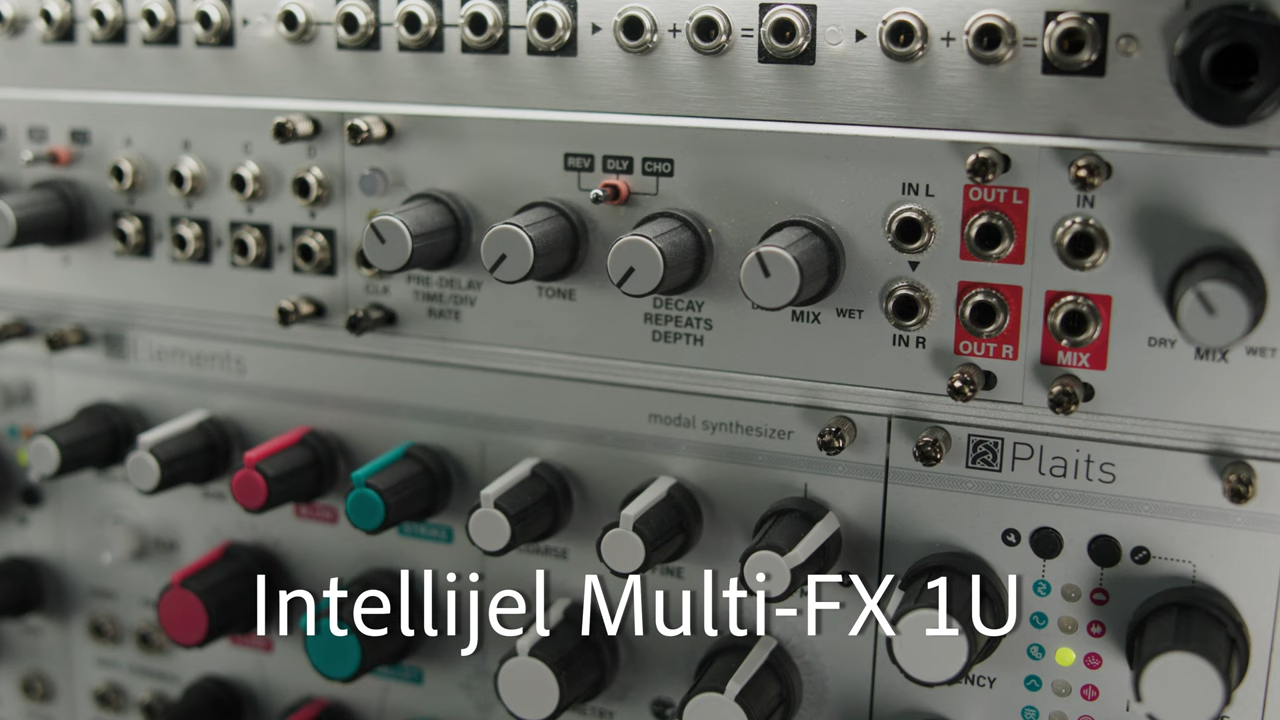 REV DLY CHO
IN L
OUT L
IN
CLK
PRE-DELAY
TIME/DIV
RATE
TONE
DECAY
REPEATS
DEPTH
MIX
WET
IN R
OUT R
MIX
DRY
MIX
WET
Elements
modal synthesizer
Plaits
Intellijel Multi-FX 1U